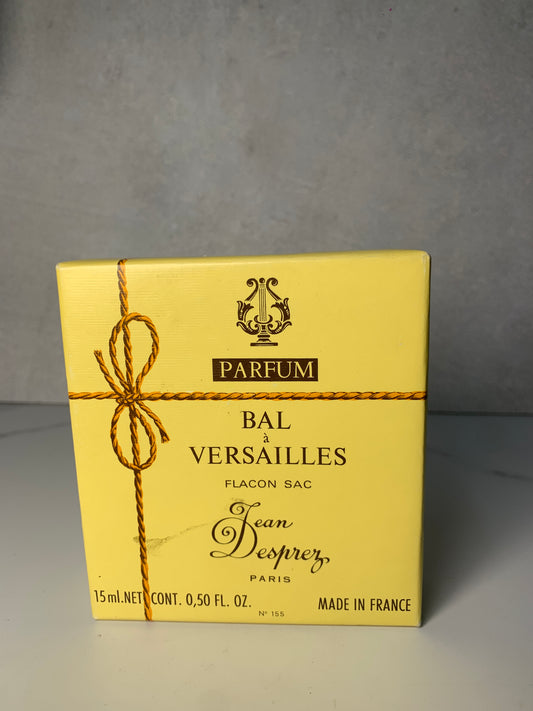 PARFUM
BAL
à
VERSAILLES
FLACON SAC
Jean
Desprez
PARIS
15 ml.NET CONT. 0,50 FL. OZ.
Nº 155
MADE IN FRANCE